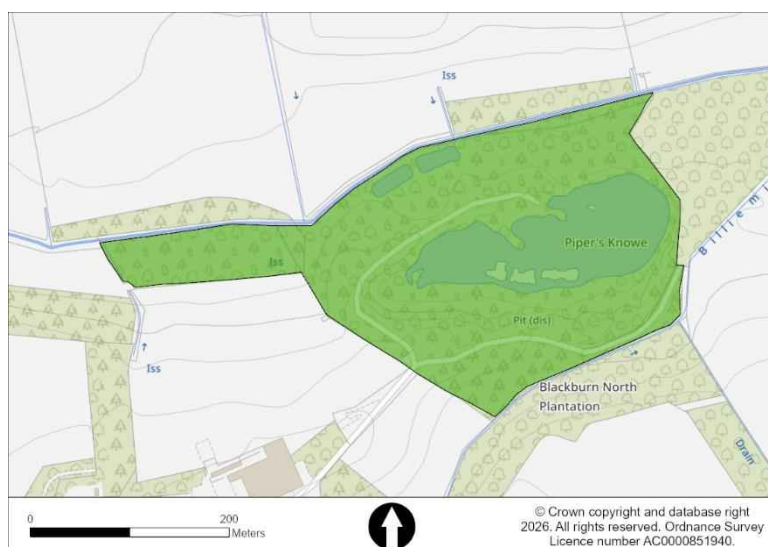 Iss
Piper's Knowe
Billiemi
Iss
Pit (dis)
Iss
Blackburn North
Plantation
Drain
0
200
Meters
© Crown copyright and database right
2026. All rights reserved. Ordnance Survey
Licence number AC0000851940.